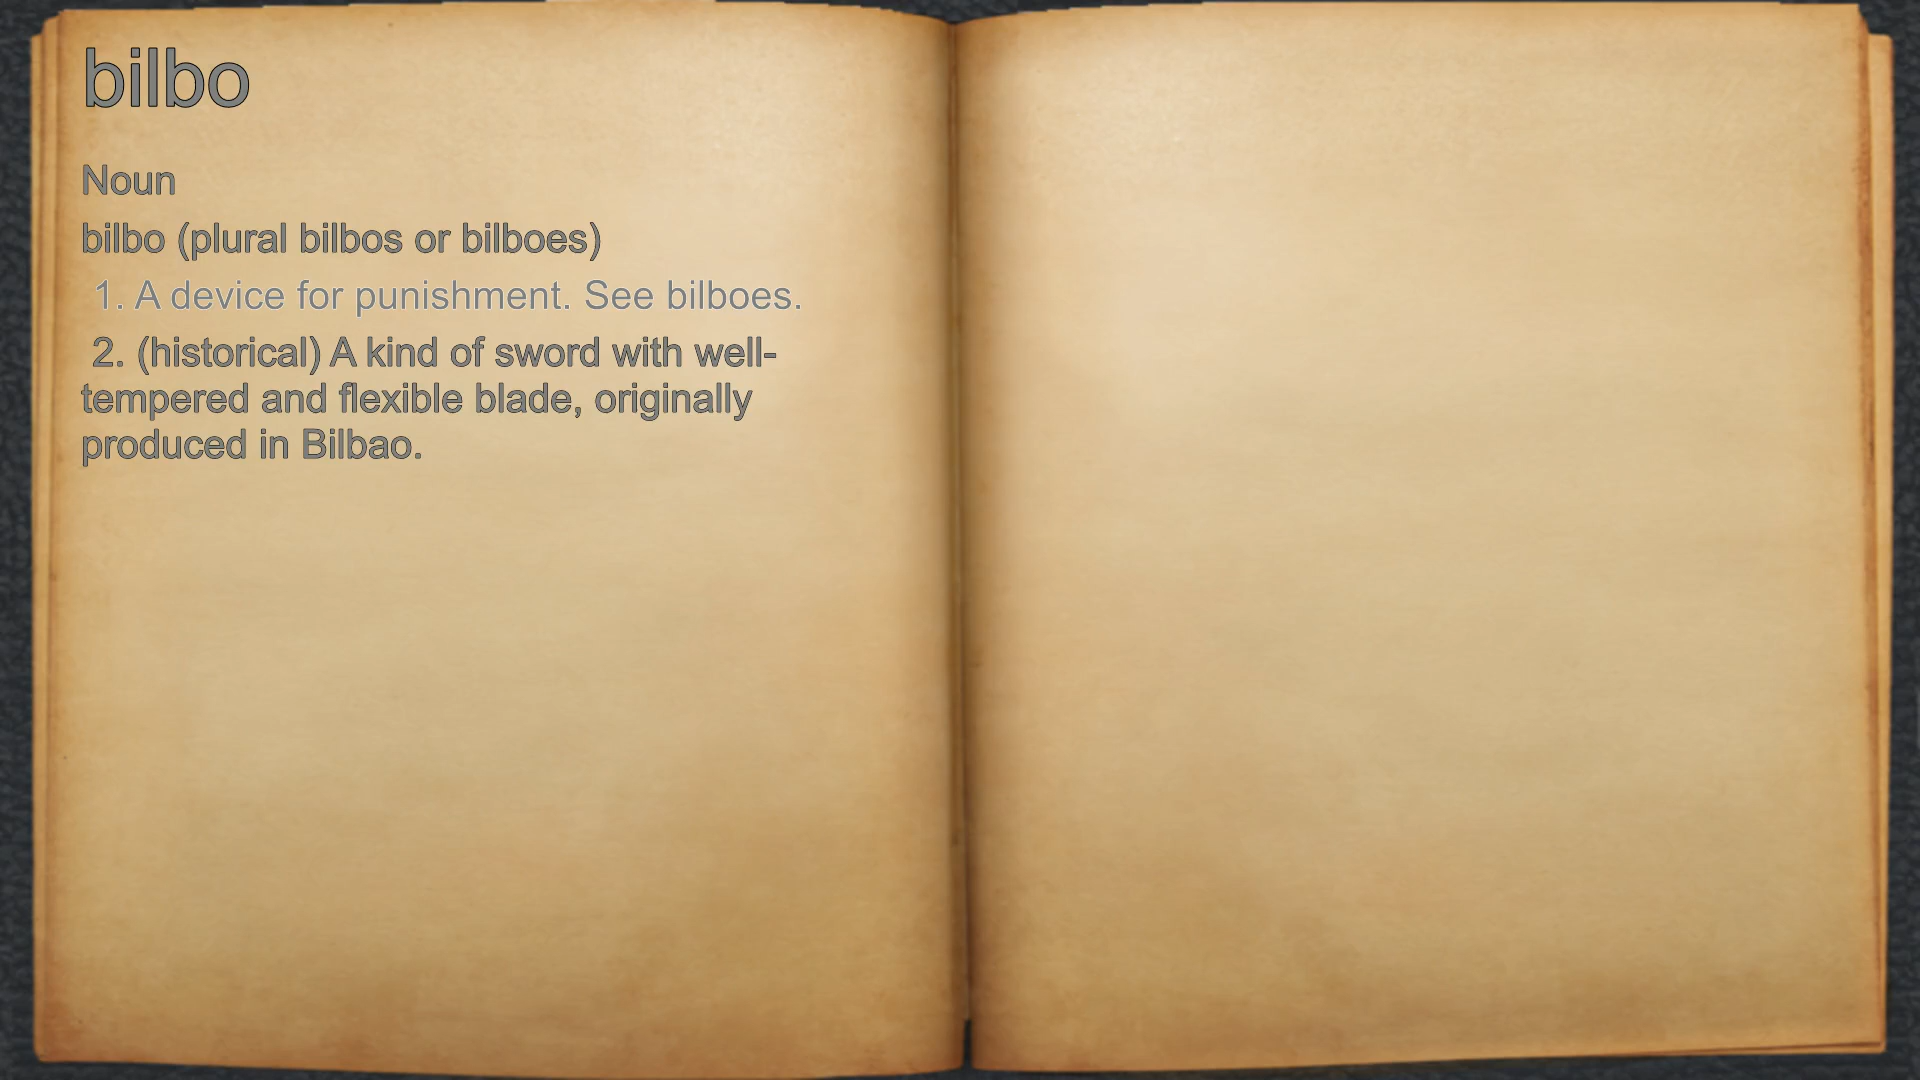 bilbo
Noun
bilbo (plural bilbos or bilboes)
1. A device for punishment. See bilboes.
2. (historical) A kind of sword with well-
tempered and flexible blade, originally
produced in Bilbao.